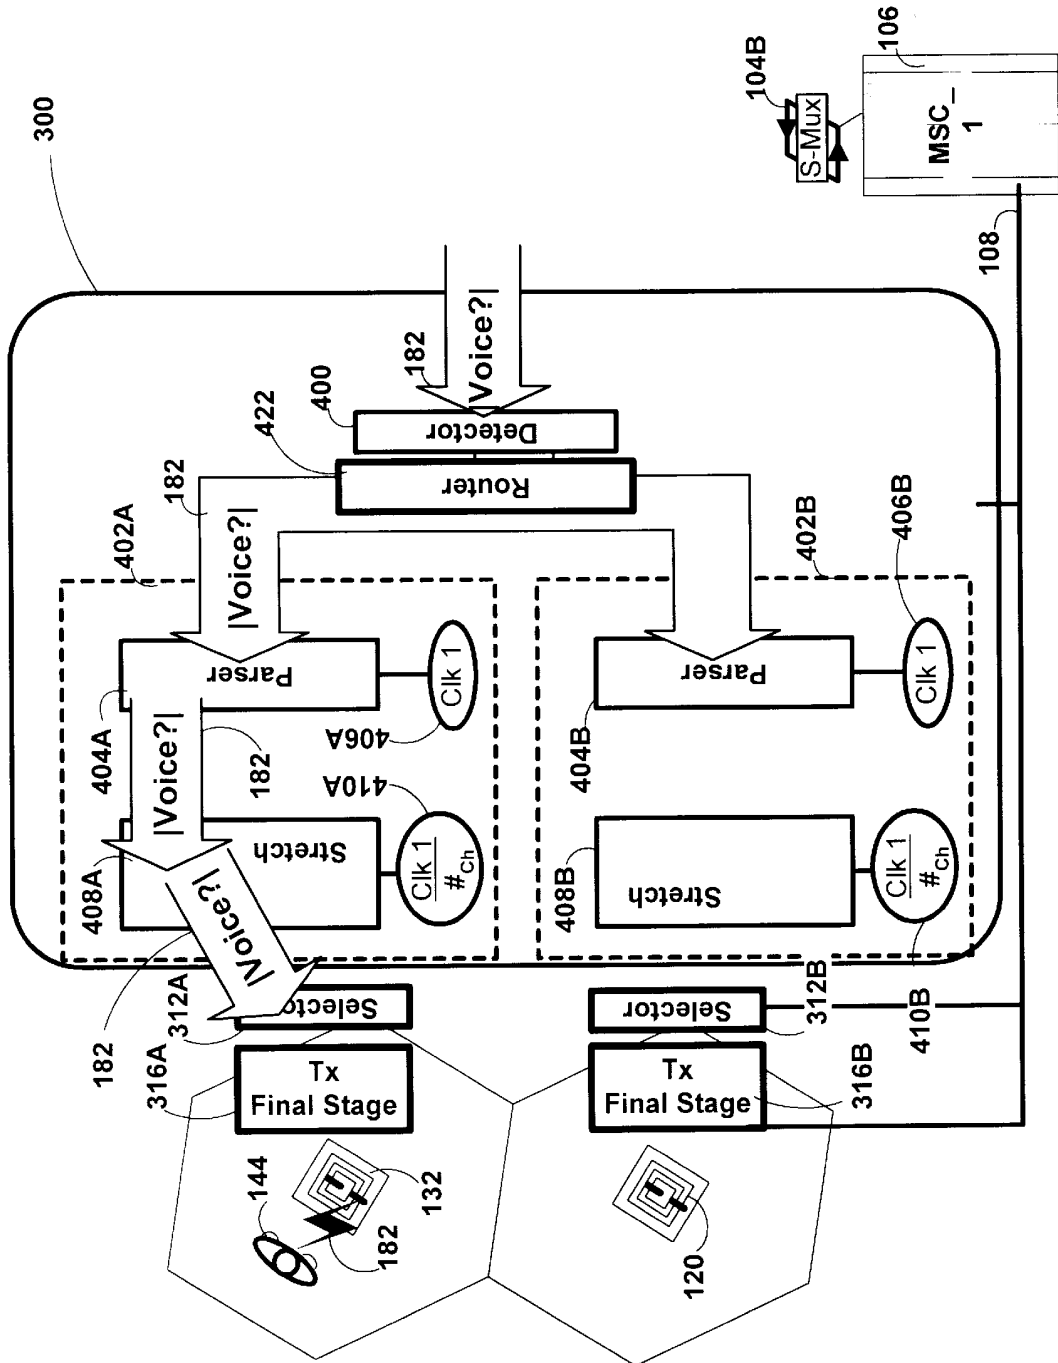 300
104B
106
S-Mux
MSC_
1
108
|Voice?|
182
400
Detector
422
Router
182
|Voice?|
402A
402B
406B
Parser
Clk 1
404A
406A
|Voice?|
182
410A
Parser
Clk 1
404B
Stretch
Clk 1
#Ch
408A
|Voice?|
182
Stretch
Clk 1
#Ch
408B
410B
312A
Selector
312B
Selector
316A
Tx
Final Stage
316B
Tx
Final Stage
144
132
182
120